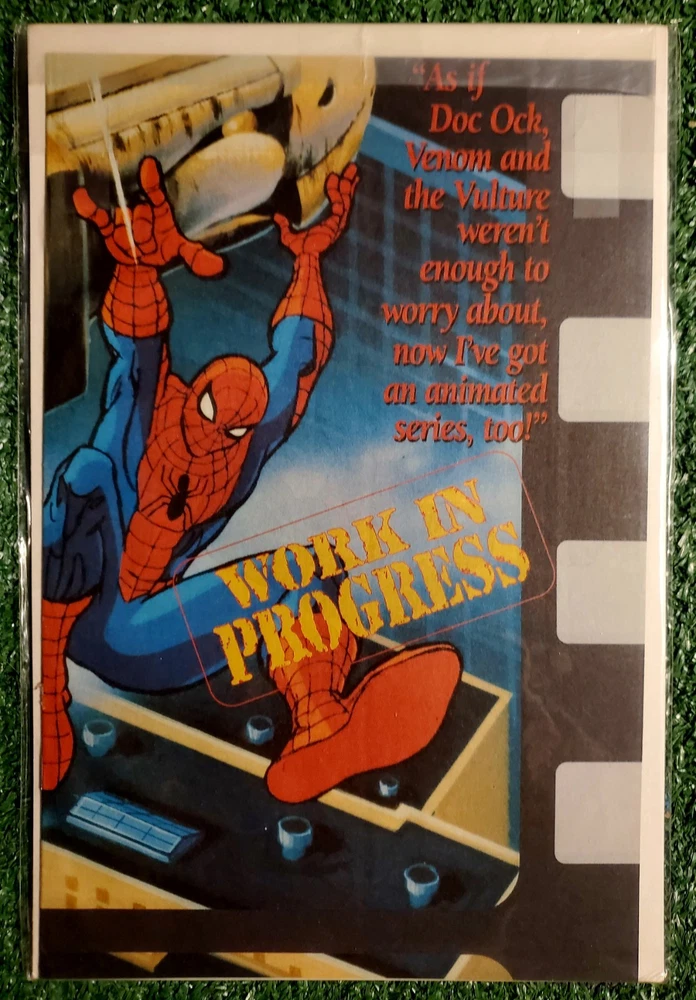 “As if
Doc Ock,
Venom and
the Vulture
weren't
enough to
worry about,
now I've got
an animated
series, too!”
WORK IN
PROGRESS